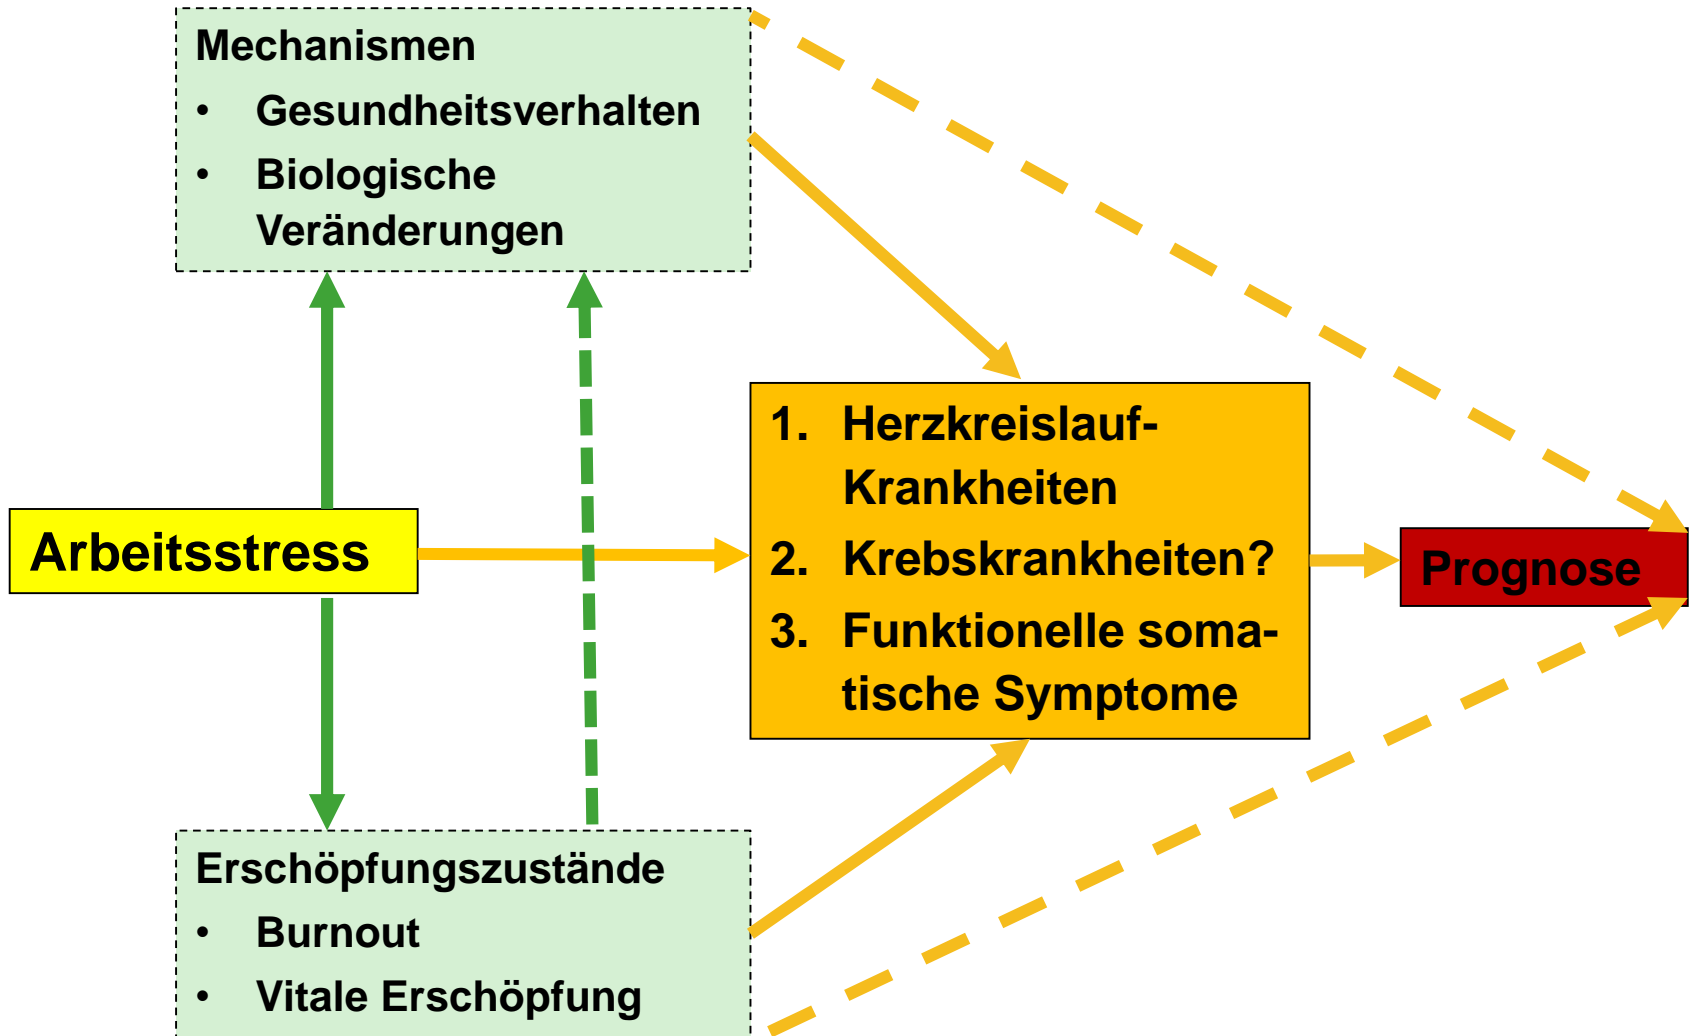 Mechanismen
• Gesundheitsverhalten
• Biologische
Veränderungen
Arbeitsstress
1. Herzkreislauf-
Krankheiten
2. Krebskrankheiten?
3. Funktionelle soma-
tische Symptome
Prognose
Erschöpfungszustände
• Burnout
• Vitale Erschöpfung